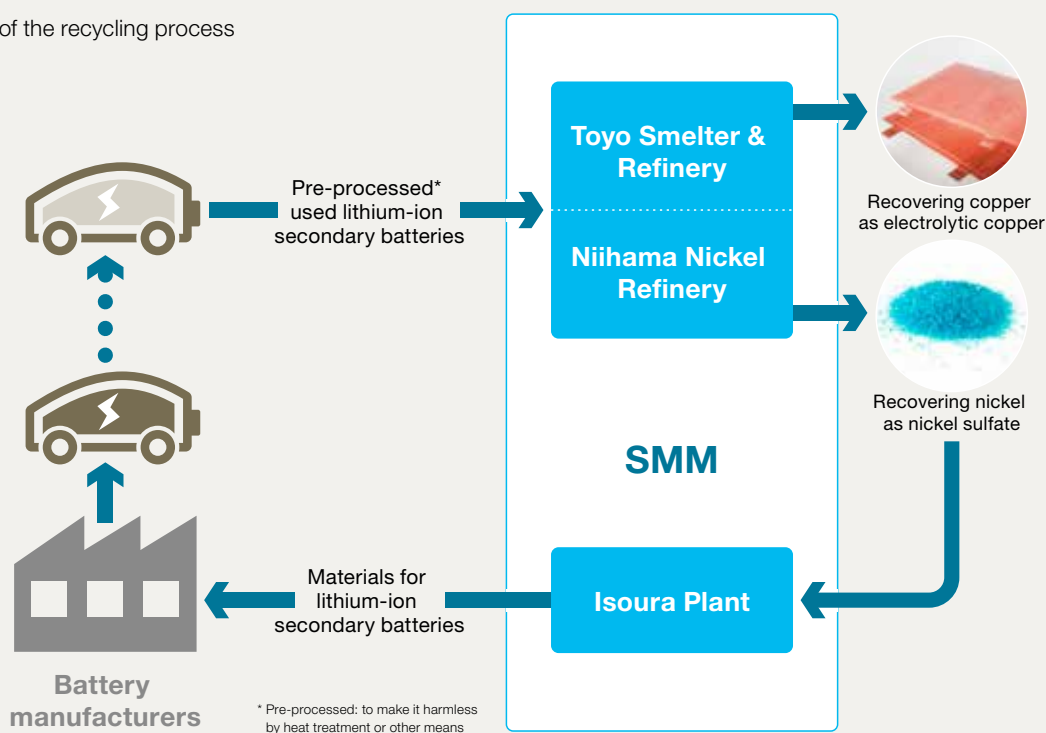 of the recycling process
Toyo Smelter &
Refinery
Niihama Nickel
Refinery
Pre-processed*
used lithium-ion
secondary batteries
Recovering copper
as electrolytic copper
Recovering nickel
as nickel sulfate
SMM
Isoura Plant
Materials for
lithium-ion
secondary batteries
Battery
manufacturers
* Pre-processed: to make it harmless
by heat treatment or other means